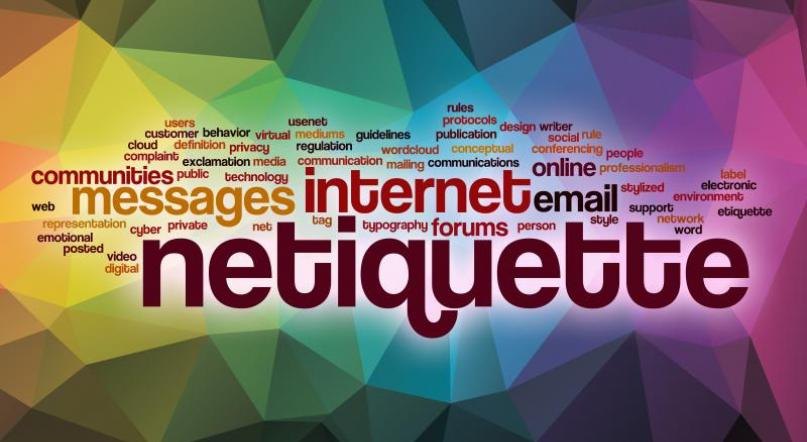 rules
users usenet protocols design writer
customer behavior virtual mediums guidelines publication social rule
cloud definition privacy regulation wordcloud conceptual conferencing people
complaint exclamation media communication mailing communications online professionalism
communities public technology internet email stylized label
web messages electronic
environment
representation cyber private net tag typography forums person style support network etiquette
emotional word
posted video
digital
netiquette